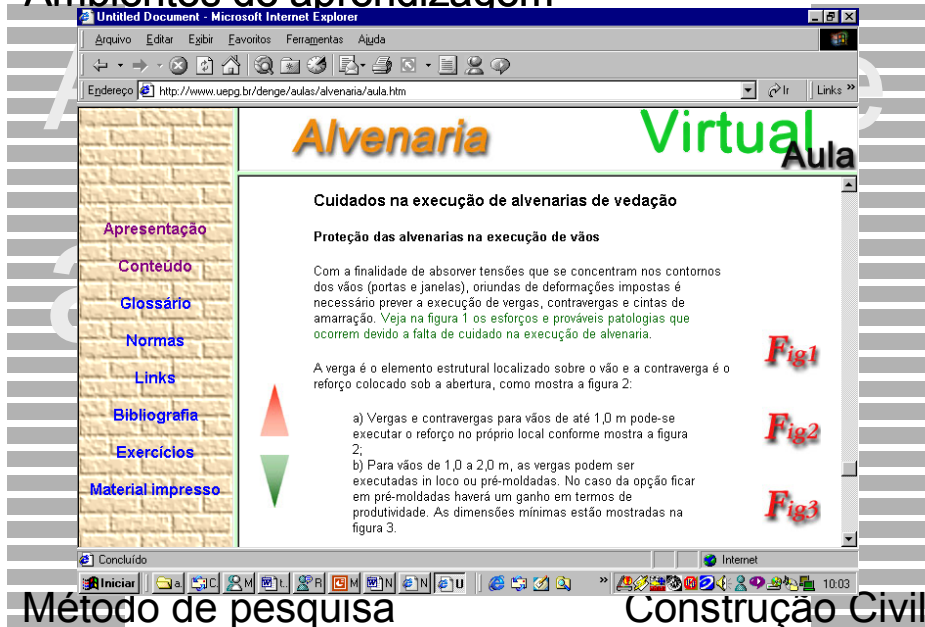 Ambientes de aprendizagem
Untitled Document - Microsoft Internet Explorer
Arquivo Editar Exibir Favoritos Ferramentas Ajuda
Endereço http://www.uepg.br/denge/aulas/alvenaria/aula.htm Ir Links »
Alvenaria Virtual
Aula
Apresentação
Conteúdo
Glossário
Normas
Links
Bibliografia
Exercícios
Material impresso
Cuidados na execução de alvenarias de vedação
Proteção das alvenarias na execução de vãos
Com a finalidade de absorver tensões que se concentram nos contornos
dos vãos (portas e janelas), oriundas de deformações impostas é
necessário prever a execução de vergas, contravergas e cintas de
amarração. Veja na figura 1 os esforços e prováveis patologias que
ocorrem devido a falta de cuidado na execução de alvenaria.
Fig1
A verga é o elemento estrutural localizado sobre o vão e a contraverga é o
reforço colocado sob a abertura, como mostra a figura 2:
a) Vergas e contravergas para vãos de até 1,0 m pode-se
executar o reforço no próprio local conforme mostra a figura
2;
Fig2
b) Para vãos de 1,0 a 2,0 m, as vergas podem ser
executadas in loco ou pré-moldadas. No caso da opção ficar
em pré-moldadas haverá um ganho em termos de
produtividade. As dimensões mínimas estão mostradas na
figura 3.
Fig3
Concluído Internet
Iniciar a. C. M t. R M N N U » 10:03
Método de pesquisa Construção Civil